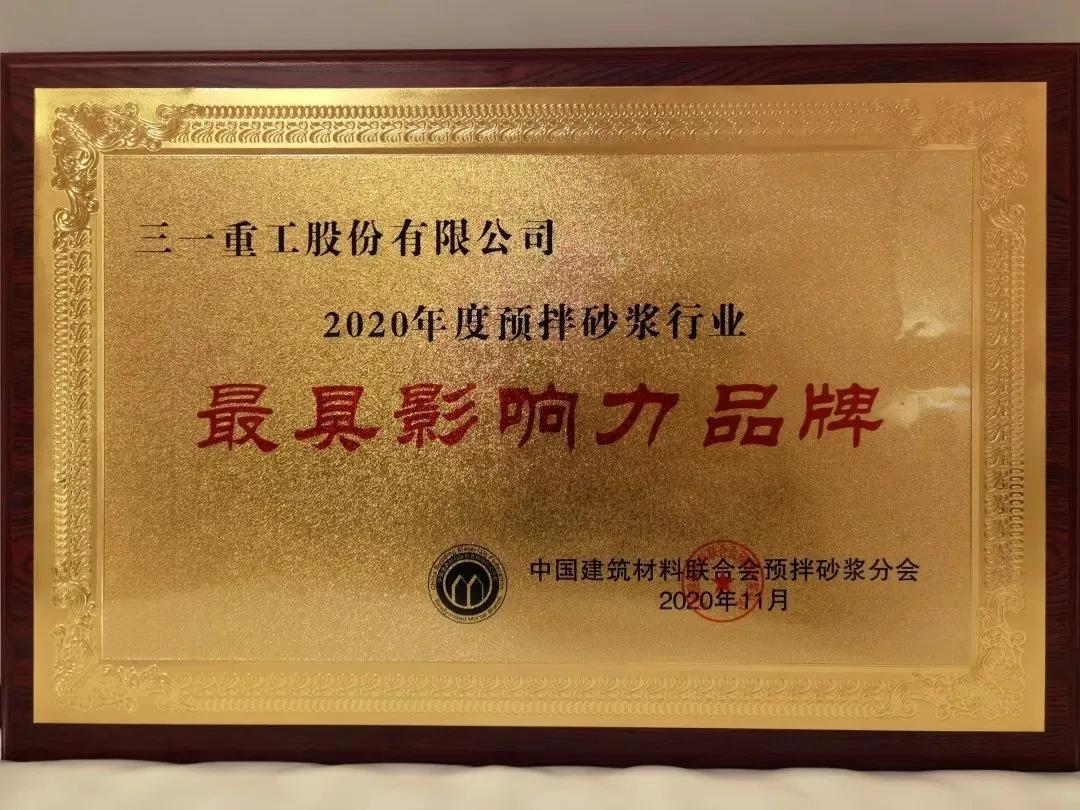 三一重工股份有限公司
2020年度预拌砂浆行业
最具影响力品牌
中国建筑材料联合会预拌砂浆分会
2020年11月